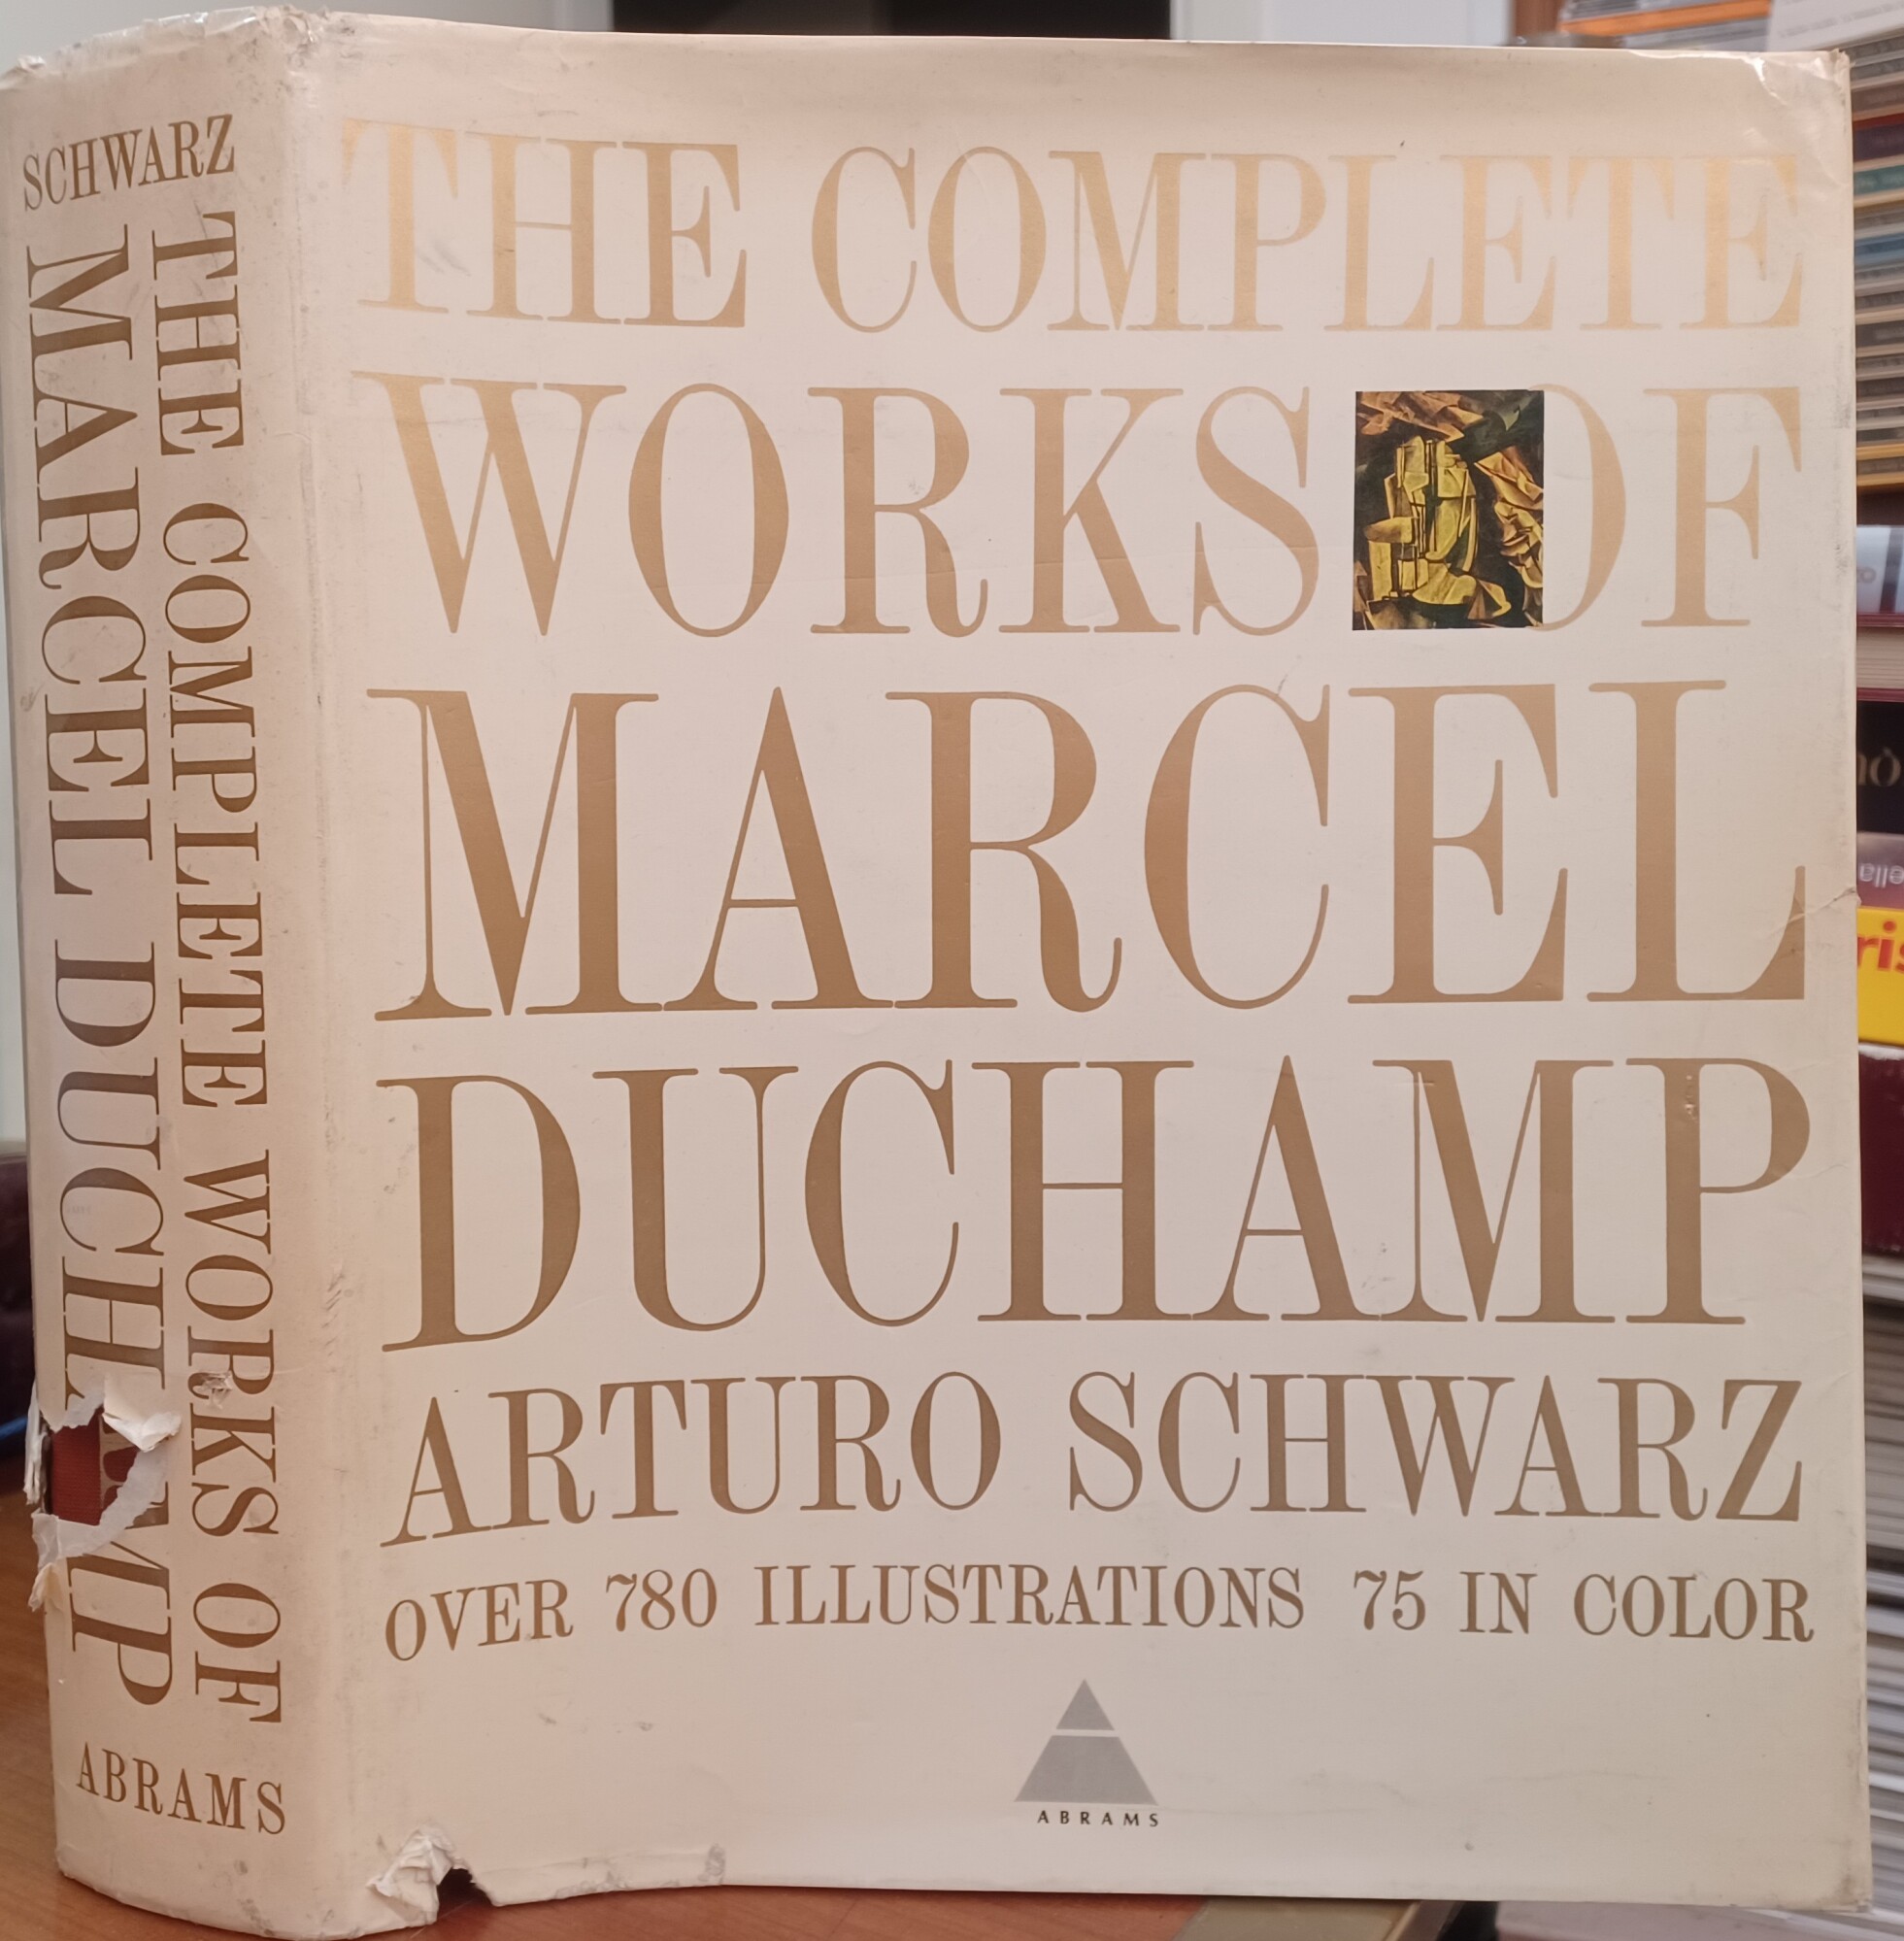 SCHWARZ
THE COMPLETE WORKS OF
MARCEL DUCHAMP
ABRAMS
THE COMPLETE
WORKS OF
MARCEL
DUCHAMP
ARTURO SCHWARZ
OVER 780 ILLUSTRATIONS 75 IN COLOR
ABRAMS
ris